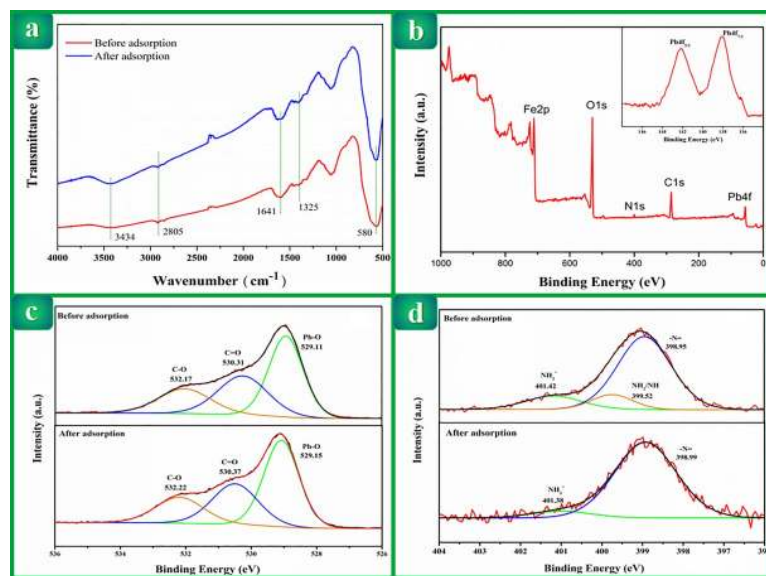 a
Before adsorption
After adsorption
Transmittance (%)
3434
2805
1641
1325
580
4000
3500
3000
2500
2000
1500
1000
500
Wavenumber (cm-1)
b
Fe2p
O1s
N1s
C1s
Pb4f
Intensity (a.u.)
1000
800
600
400
200
0
Binding Energy (eV)
Binding Energy (eV)
c
Before adsorption
C-O
532.17
C=O
530.31
Ph-O
529.11
After adsorption
C-O
532.22
C=O
530.37
Ph-O
529.15
Intensity (a.u.)
536
534
532
530
528
526
Binding Energy (eV)
d
Before adsorption
401.42
NH2/NH
399.52
-N=
398.95
After adsorption
401.38
-N=
398.99
Intensity (a.u.)
404
403
402
401
400
399
398
397
39
Binding Energy (eV)